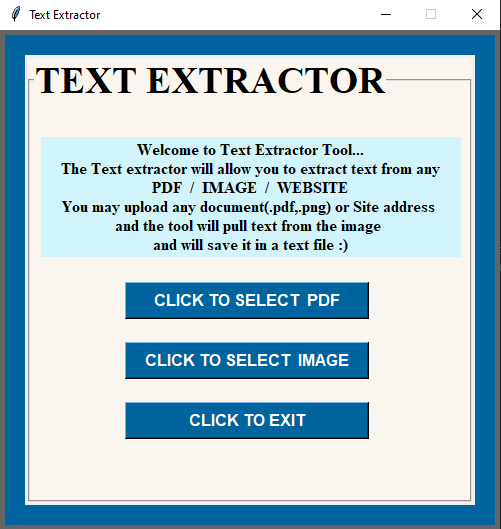 Text Extractor
TEXT EXTRACTOR
Welcome to Text Extractor Tool...
The Text extractor will allow you to extract text from any
PDF / IMAGE / WEBSITE
You may upload any document(.pdf,.png) or Site address
and the tool will pull text from the image
and will save it in a text file :)
CLICK TO SELECT PDF
CLICK TO SELECT IMAGE
CLICK TO EXIT